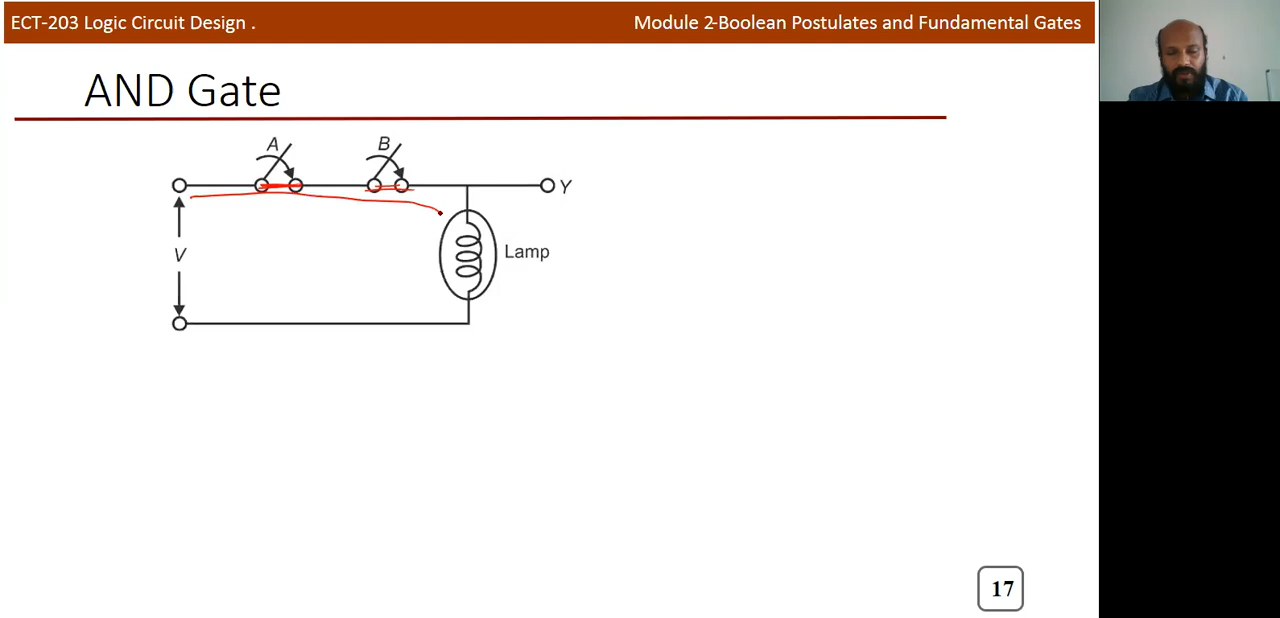 ECT-203 Logic Circuit Design .
Module 2-Boolean Postulates and Fundamental Gates
AND Gate
A
B
Y
V
Lamp
17